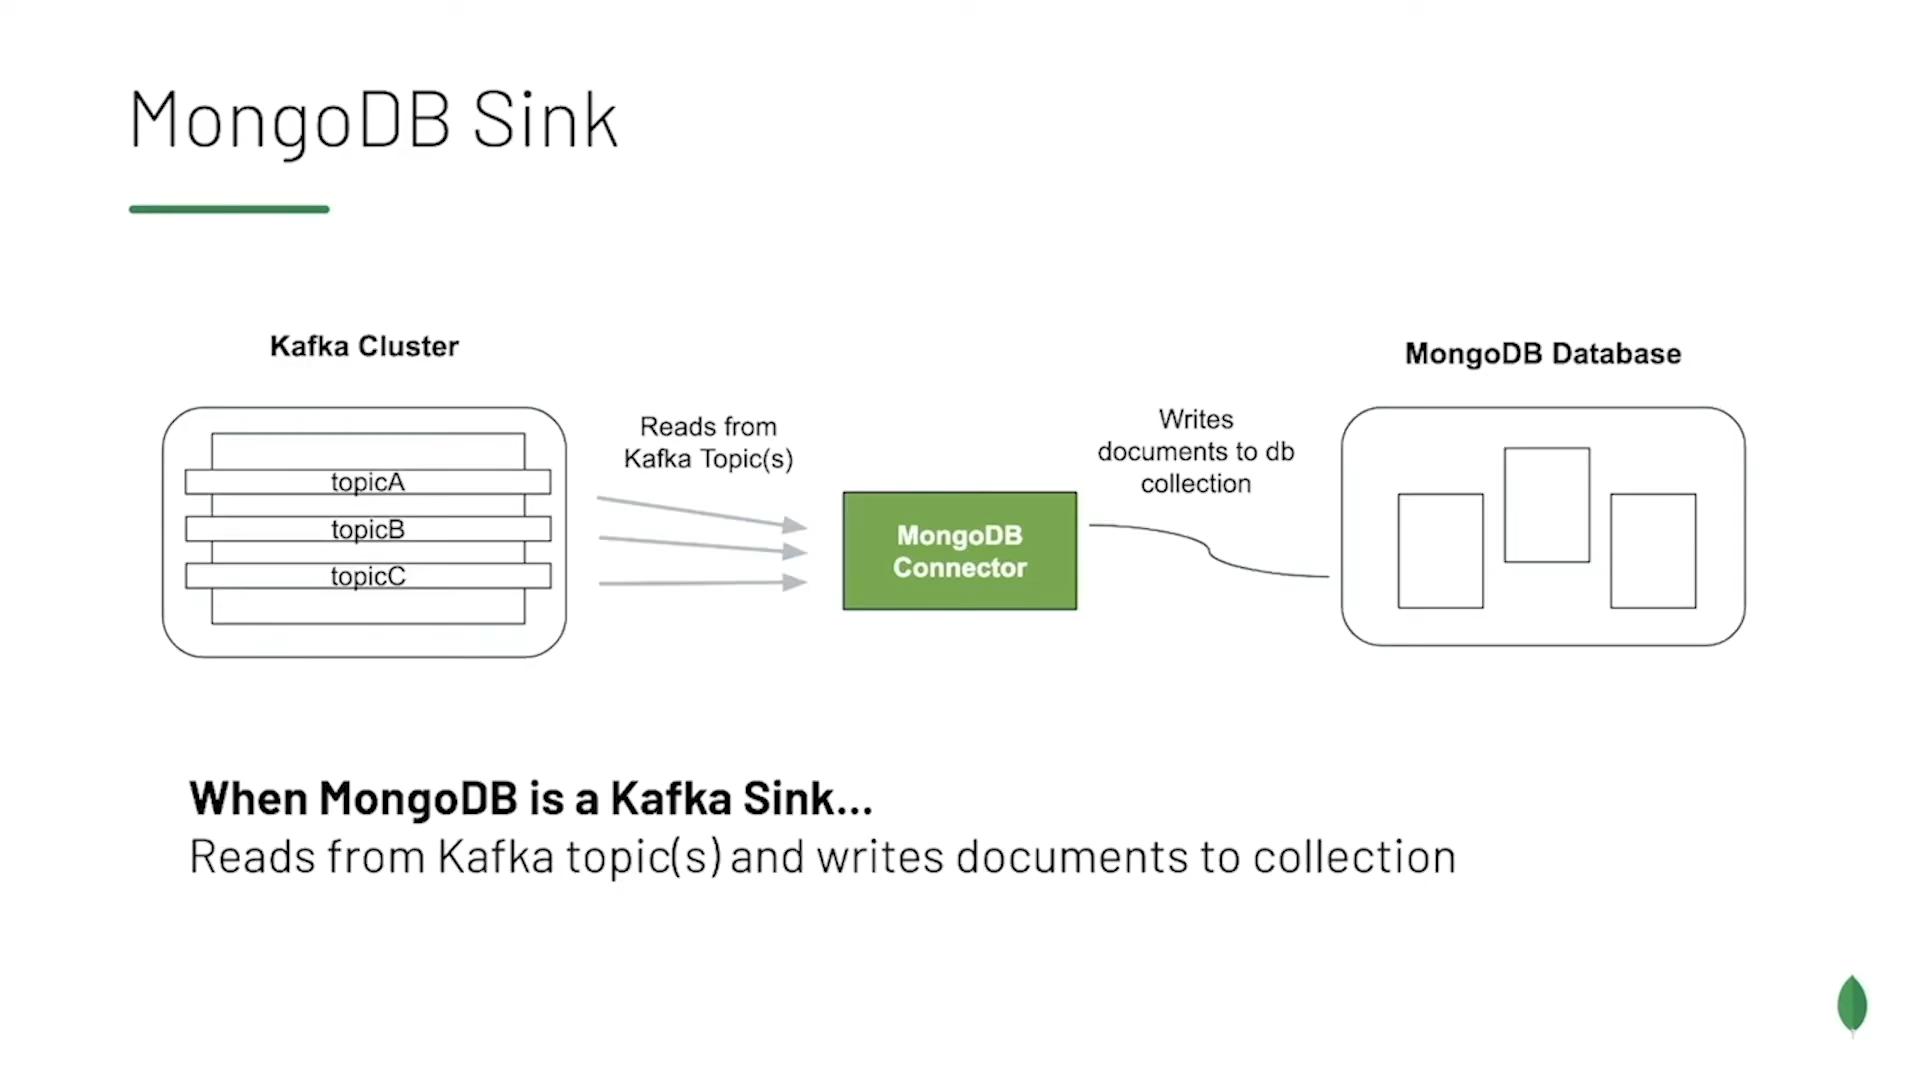 MongoDB Sink
Kafka Cluster
MongoDB Database
topicA
topicB
topicC
Reads from
Kafka Topic(s)
MongoDB
Connector
Writes
documents to db
collection
When MongoDB is a Kafka Sink...
Reads from Kafka topic(s) and writes documents to collection